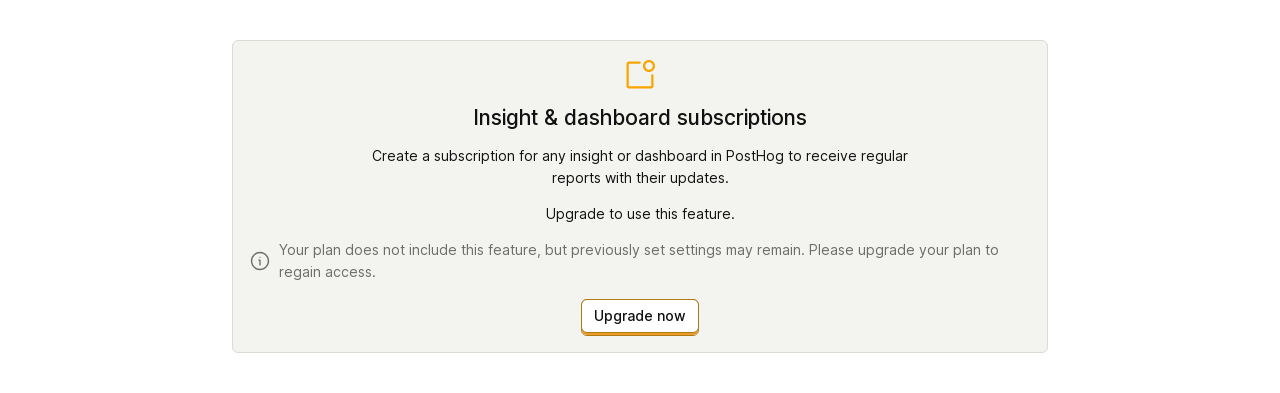 Insight & dashboard subscriptions
Create a subscription for any insight or dashboard in PostHog to receive regular
reports with their updates.
Upgrade to use this feature.
Your plan does not include this feature, but previously set settings may remain. Please upgrade your plan to
regain access.
Upgrade now